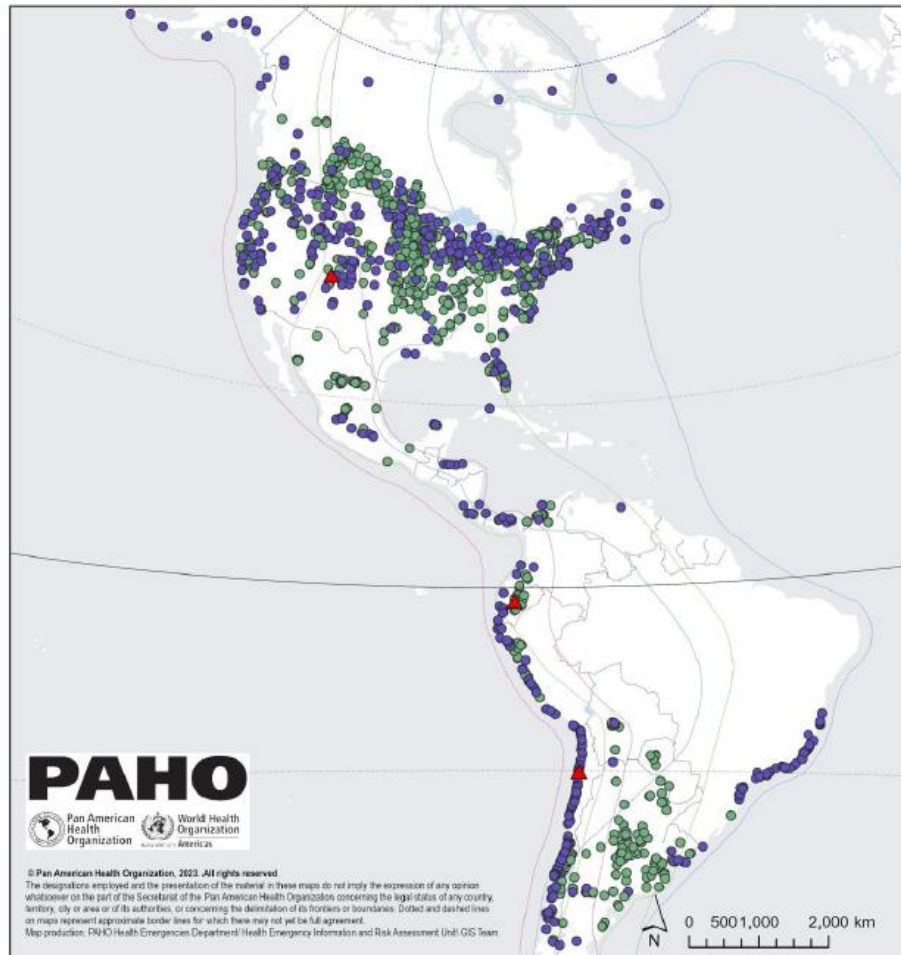 PAHO
Pan American
Health
Organization
World Health
Organization
Americas
© Pan American Health Organization, 2023. All rights reserved
The designations employed and the presentation of the material in these maps do not imply the expression of any opinion
whatsoever on the part of the Secretariat of the Pan American Health Organization concerning the legal status of any country,
territory, city or area or of its authorities, or concerning the delimitation of its frontiers or boundaries. Dotted and dashed lines
on maps represent approximate border lines for which there may not yet be full agreement.
Map production: PAHO Health Emergencies Department/ Health Emergency Information and Risk Assessment Unit/ GIS Team
N
0 500 1,000 2,000 km